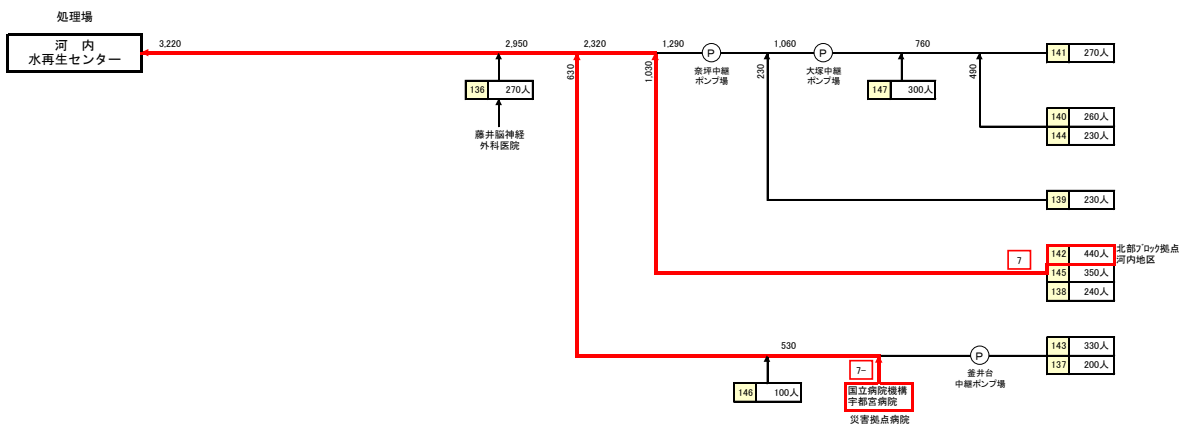 処理場
河 内
水再生センター
3,220
2,950
2,320
1,290
P
奈坪中継
ポンプ場
1,060
P
大塚中継
ポンプ場
760
141 270人
630
1,030
230
490
136 270人
藤井脳神経
外科医院
147 300人
140 260人
144 230人
139 230人
7
142 440人
145 350人
138 240人
北部ブロック拠点
河内地区
530
P
釜井台
中継ポンプ場
143 330人
137 200人
7-
146 100人
国立病院機構
宇都宮病院
災害拠点病院